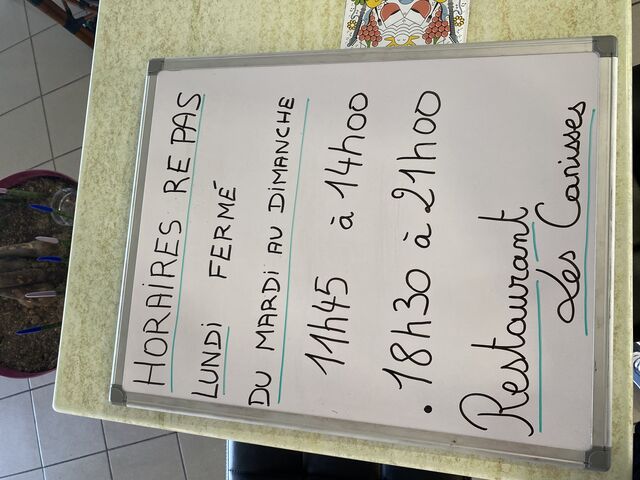 HORAIRES REPAS
LUNDI FERMÉ
DU MARDI AU DIMANCHE
11h45 à 14h00
• 18h30 à 21h00
Restaurant
Les Canisses